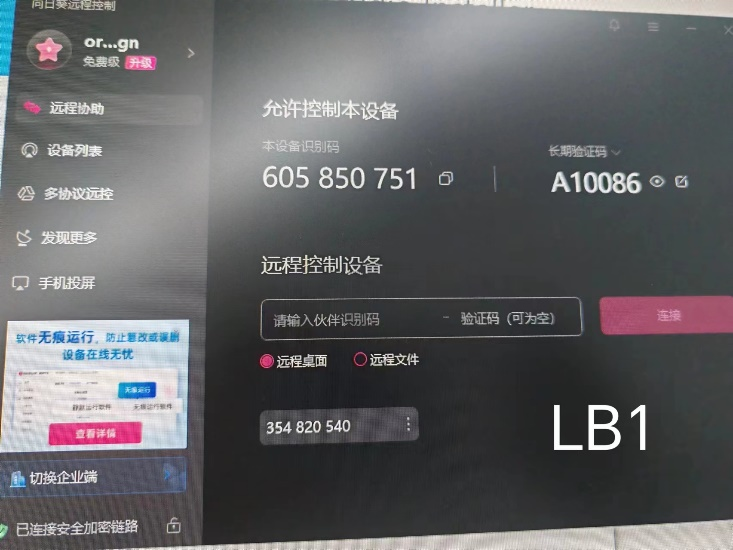 向日葵远程控制
or...gn
免费级 升级
远程协助
设备列表
多协议远控
发现更多
手机投屏
软件无痕运行，防止篡改或误删
设备在线无忧
无痕运行
查看详情
切换企业端
已连接安全加密链路
允许控制本设备
本设备识别码
605 850 751
长期验证码
A10086
远程控制设备
请输入伙伴识别码 - 验证码（可为空）
连接
远程桌面 远程文件
354 820 540
LB1